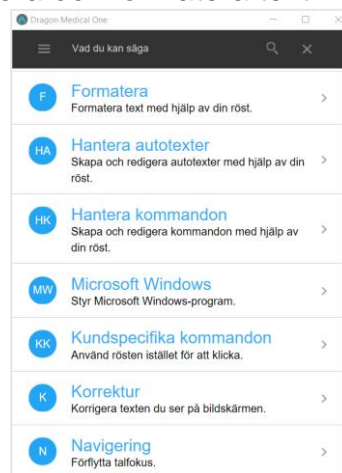 Dragon Medical One
Vad du kan säga
F
Formatera
Formatera text med hjälp av din röst.
HA
Hantera autotexter
Skapa och redigera autotexter med hjälp av din
röst.
HK
Hantera kommandon
Skapa och redigera kommandon med hjälp av
din röst.
MW
Microsoft Windows
Styr Microsoft Windows-program.
KK
Kundspecifika kommandon
Använd rösten istället för att klicka.
K
Korrektur
Korrigera texten du ser på bildskärmen.
N
Navigering
Förflytta talfokus.